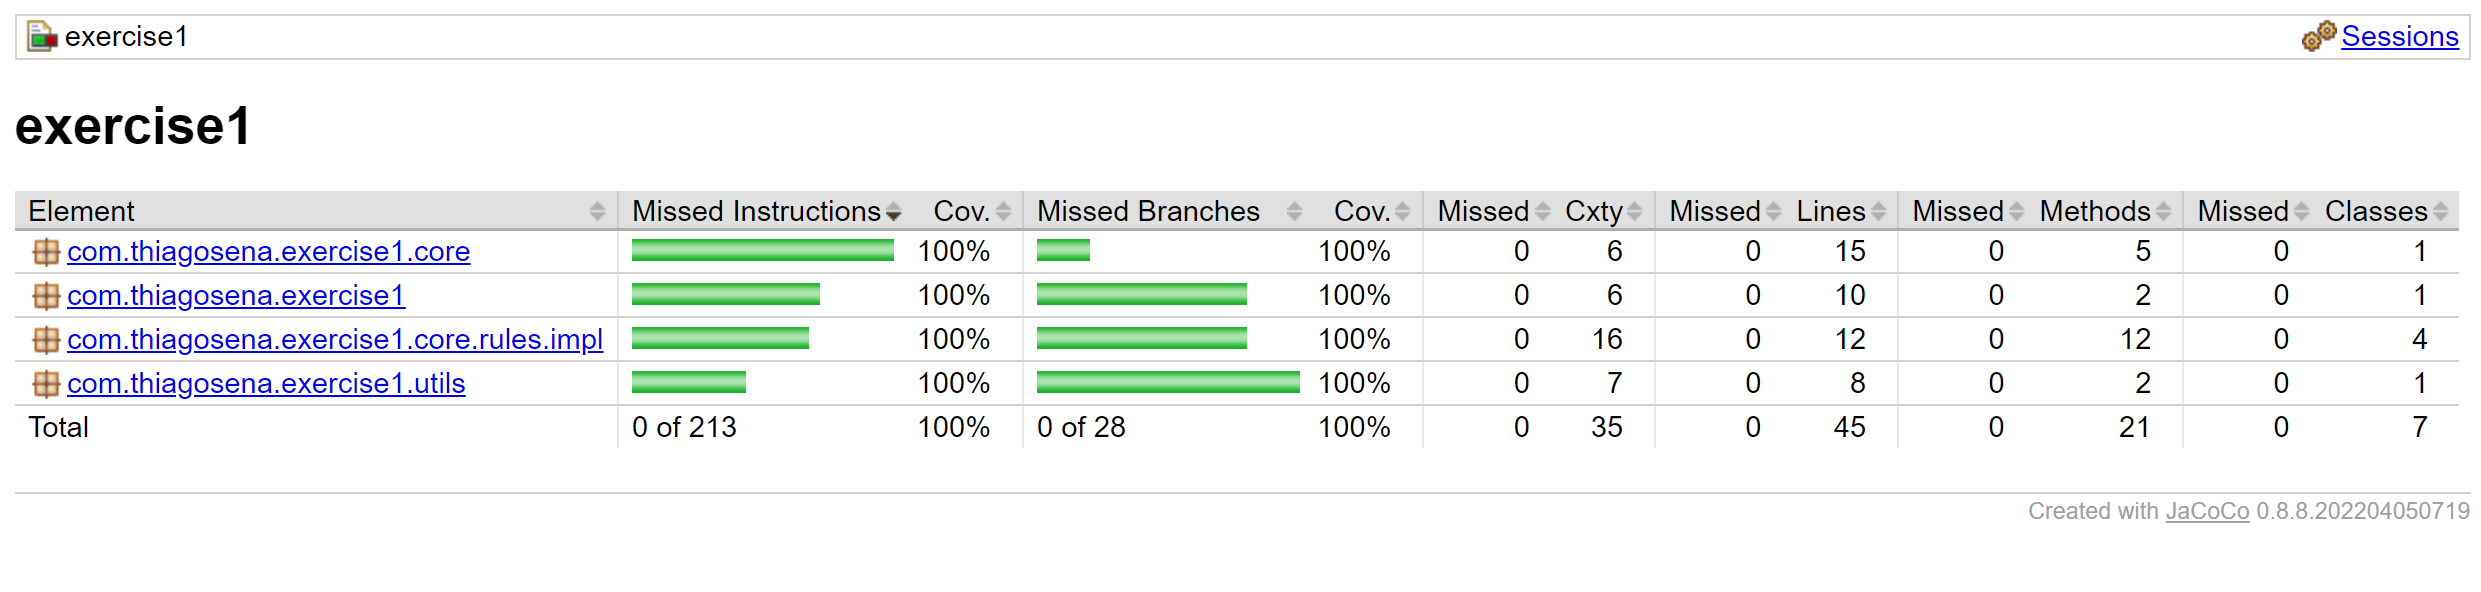 exercise1 Sessions
exercise1
Element Missed Instructions Cov. Missed Branches Cov. Missed Cxty Missed Lines Missed Methods Missed Classes
com.thiagosena.exercise1.core 100% 100% 0 6 0 15 0 5 0 1
com.thiagosena.exercise1 100% 100% 0 6 0 10 0 2 0 1
com.thiagosena.exercise1.core.rules.impl 100% 100% 0 16 0 12 0 12 0 4
com.thiagosena.exercise1.utils 100% 100% 0 7 0 8 0 2 0 1
Total 0 of 213 100% 0 of 28 100% 0 35 0 45 0 21 0 7
Created with JaCoCo 0.8.8.202204050719